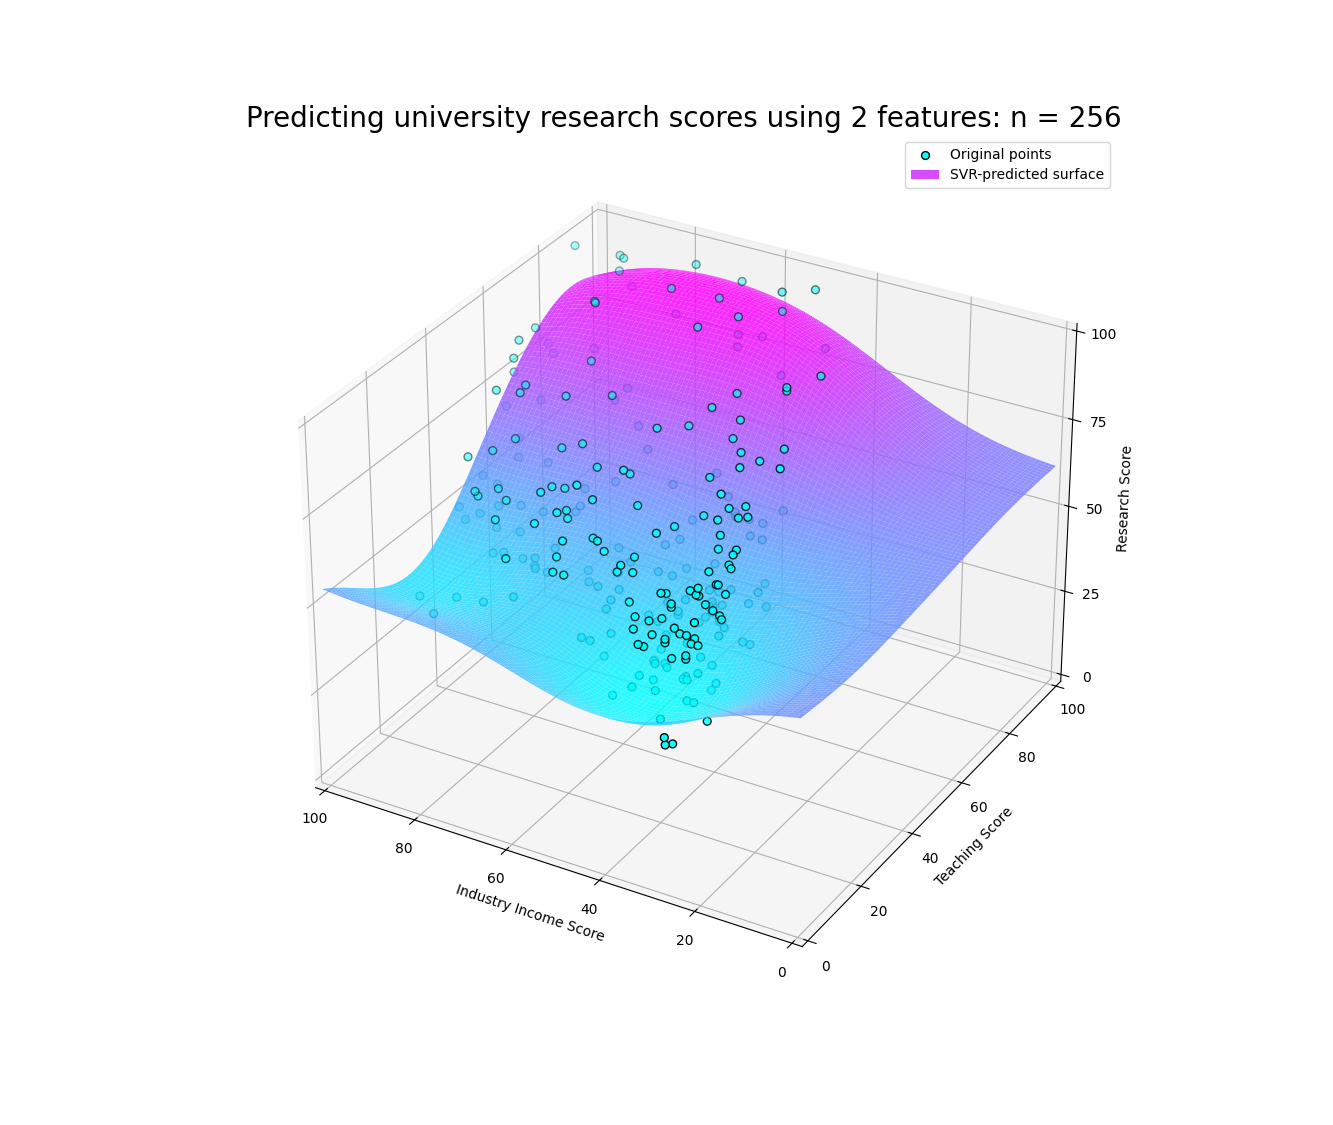 Predicting university research scores using 2 features: n = 256
Original points
SVR-predicted surface
100
75
50
25
0
Research Score
100
80
60
40
20
0
Teaching Score
100
80
60
40
20
0
Industry Income Score